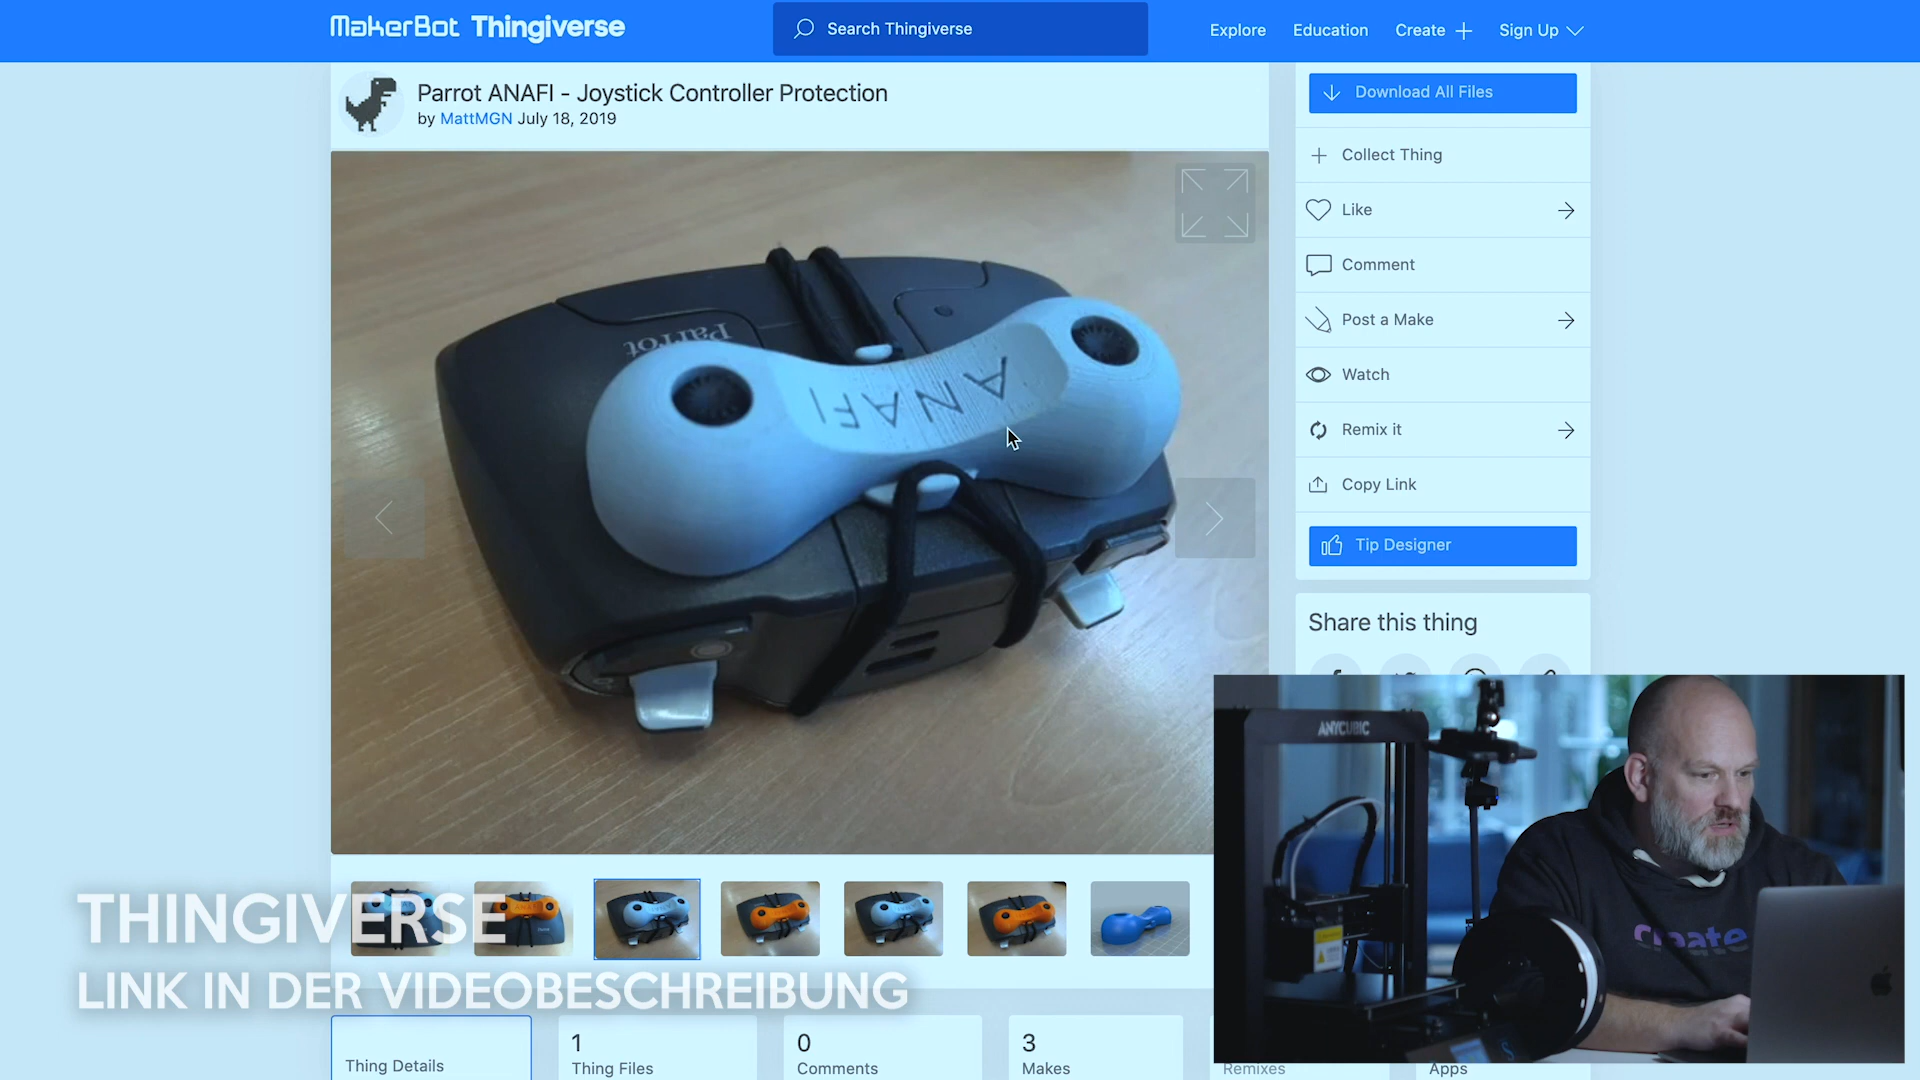 MakerBot Thingiverse
Search Thingiverse
Explore
Education
Create
Sign Up
Parrot ANAFI - Joystick Controller Protection
by MattMGN July 18, 2019
Download All Files
Collect Thing
Like
Comment
Post a Make
Watch
Remix it
Copy Link
Tip Designer
Share this thing
Parrot
ANAFI
ANYCUBIC
create
THINGIVERSE
LINK IN DER VIDEOBESCHREIBUNG
Thing Details
1
Thing Files
0
Comments
3
Makes
Remixes
Apps